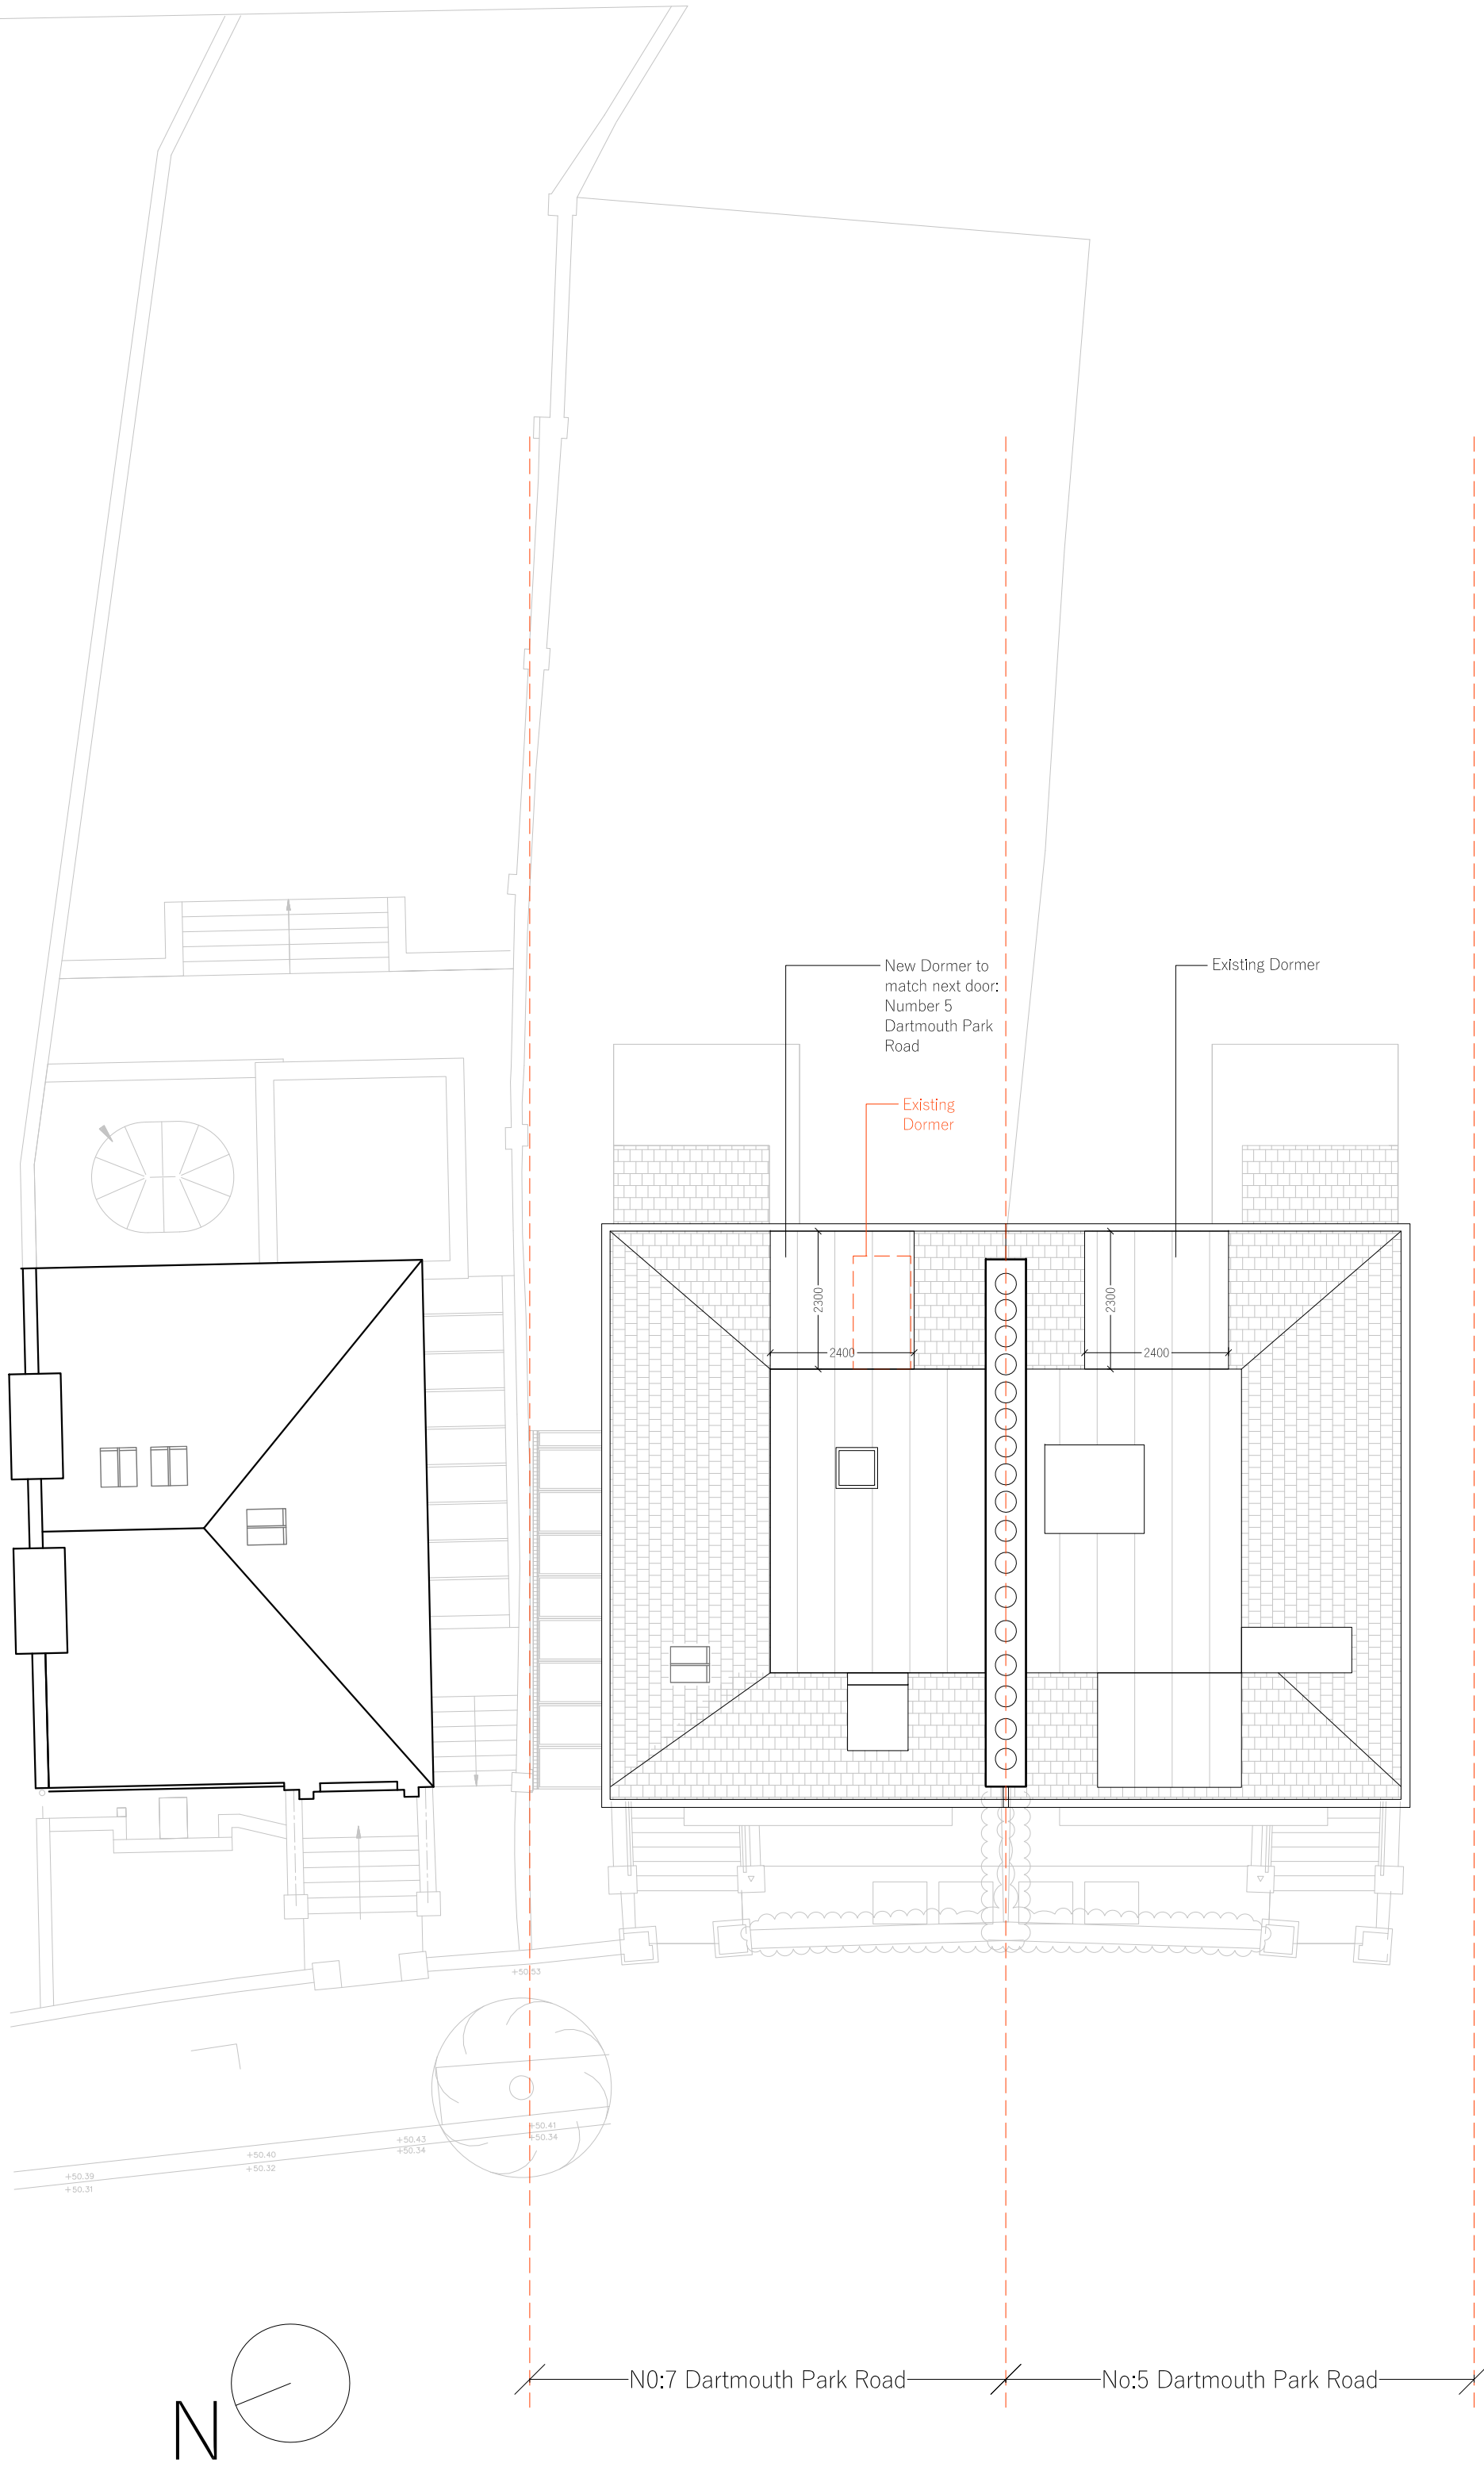 New Dormer to
match next door:
Number 5
Dartmouth Park
Road
Existing Dormer
Existing
Dormer
2300
2300
2400
2400
+50.53
+50.41
+50.34
+50.43
+50.34
+50.40
+50.32
+50.39
+50.31
N0:7 Dartmouth Park Road
No:5 Dartmouth Park Road
N